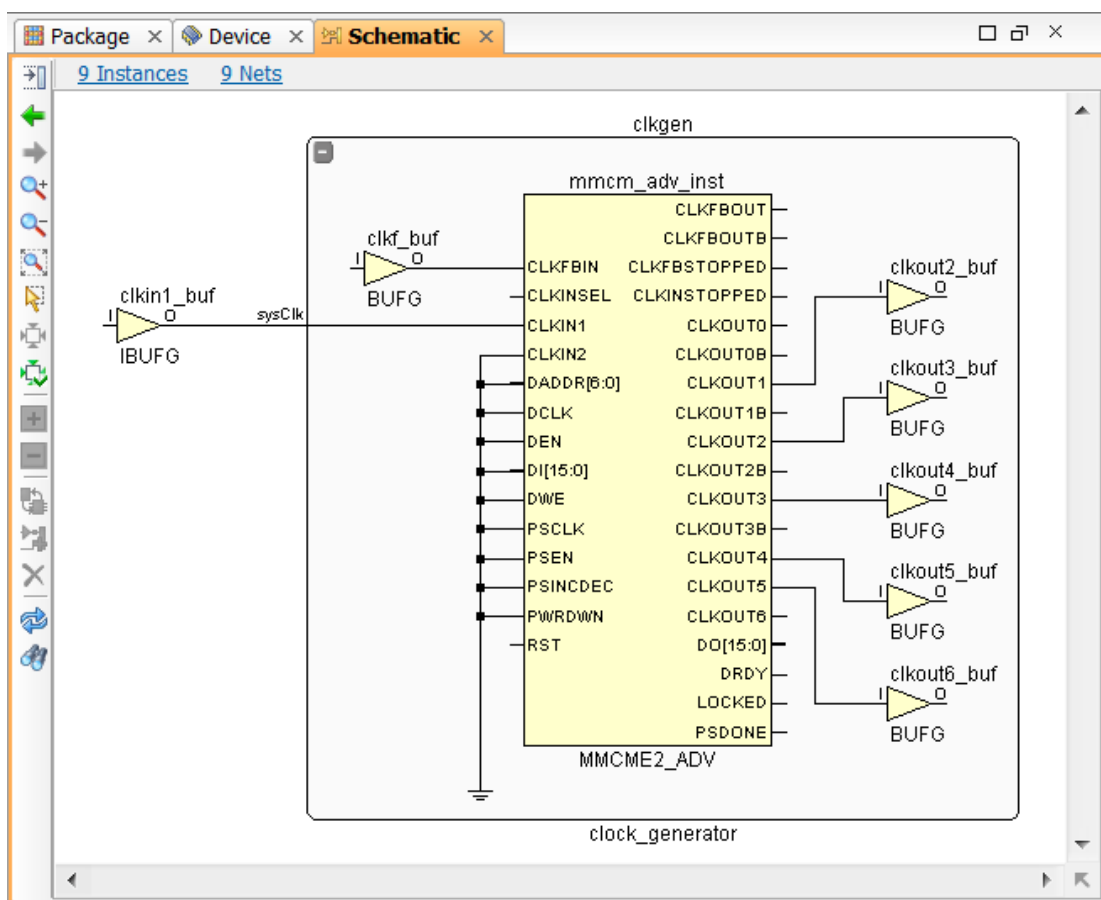 Package × Device × Schematic ×
9 Instances 9 Nets
clkgen
mmcm_adv_inst
clkf_buf
I O
BUFG
clkin1_buf
I O
IBUFG
sysClk
CLKFBIN
CLKINSEL
CLKIN1
CLKIN2
DADDR[6:0]
DCLK
DEN
DI[15:0]
DWE
PSCLK
PSEN
PSINCDEC
PWRDWN
RST
CLKFBOUT
CLKFBOUTB
CLKFBSTOPPED
CLKINSTOPPED
CLKOUT0
CLKOUT0B
CLKOUT1
CLKOUT1B
CLKOUT2
CLKOUT2B
CLKOUT3
CLKOUT3B
CLKOUT4
CLKOUT5
CLKOUT6
DO[15:0]
DRDY
LOCKED
PSDONE
MMCME2_ADV
clkout2_buf
I O
BUFG
clkout3_buf
I O
BUFG
clkout4_buf
I O
BUFG
clkout5_buf
I O
BUFG
clkout6_buf
I O
BUFG
clock_generator